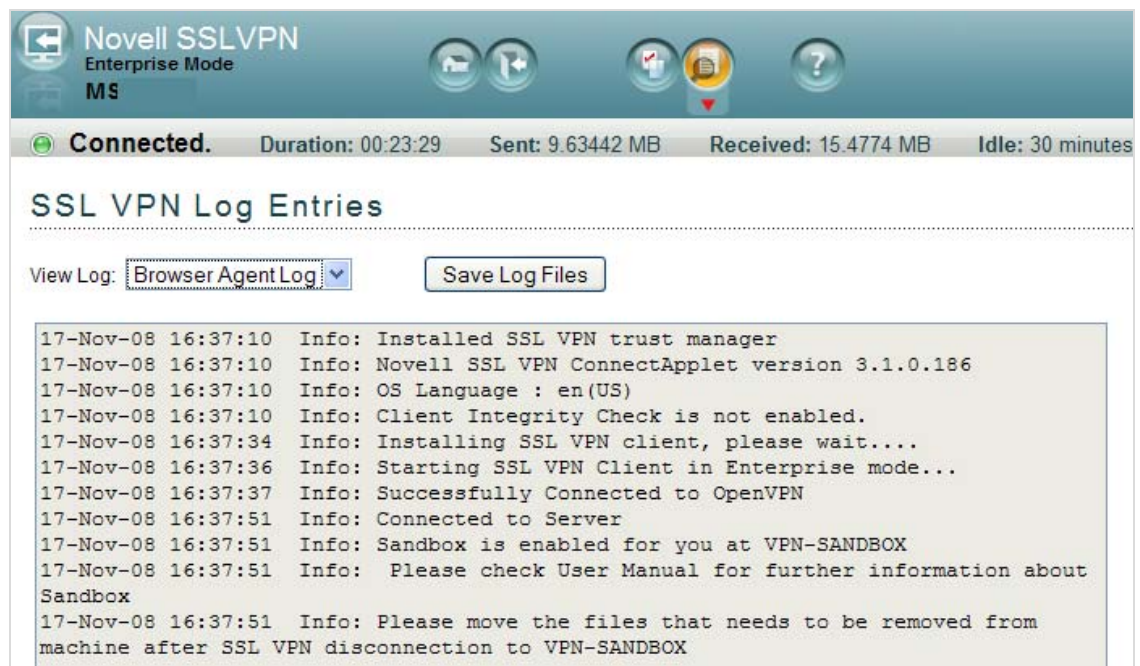 Novell SSLVPN
Enterprise Mode
MS
?
Connected. Duration: 00:23:29 Sent: 9.63442 MB Received: 15.4774 MB Idle: 30 minutes
SSL VPN Log Entries
View Log: Browser Agent Log Save Log Files
17-Nov-08 16:37:10 Info: Installed SSL VPN trust manager
17-Nov-08 16:37:10 Info: Novell SSL VPN ConnectApplet version 3.1.0.186
17-Nov-08 16:37:10 Info: OS Language : en(US)
17-Nov-08 16:37:10 Info: Client Integrity Check is not enabled.
17-Nov-08 16:37:34 Info: Installing SSL VPN client, please wait....
17-Nov-08 16:37:36 Info: Starting SSL VPN Client in Enterprise mode...
17-Nov-08 16:37:37 Info: Successfully Connected to OpenVPN
17-Nov-08 16:37:51 Info: Connected to Server
17-Nov-08 16:37:51 Info: Sandbox is enabled for you at VPN-SANDBOX
17-Nov-08 16:37:51 Info:  Please check User Manual for further information about
Sandbox
17-Nov-08 16:37:51 Info: Please move the files that needs to be removed from
machine after SSL VPN disconnection to VPN-SANDBOX